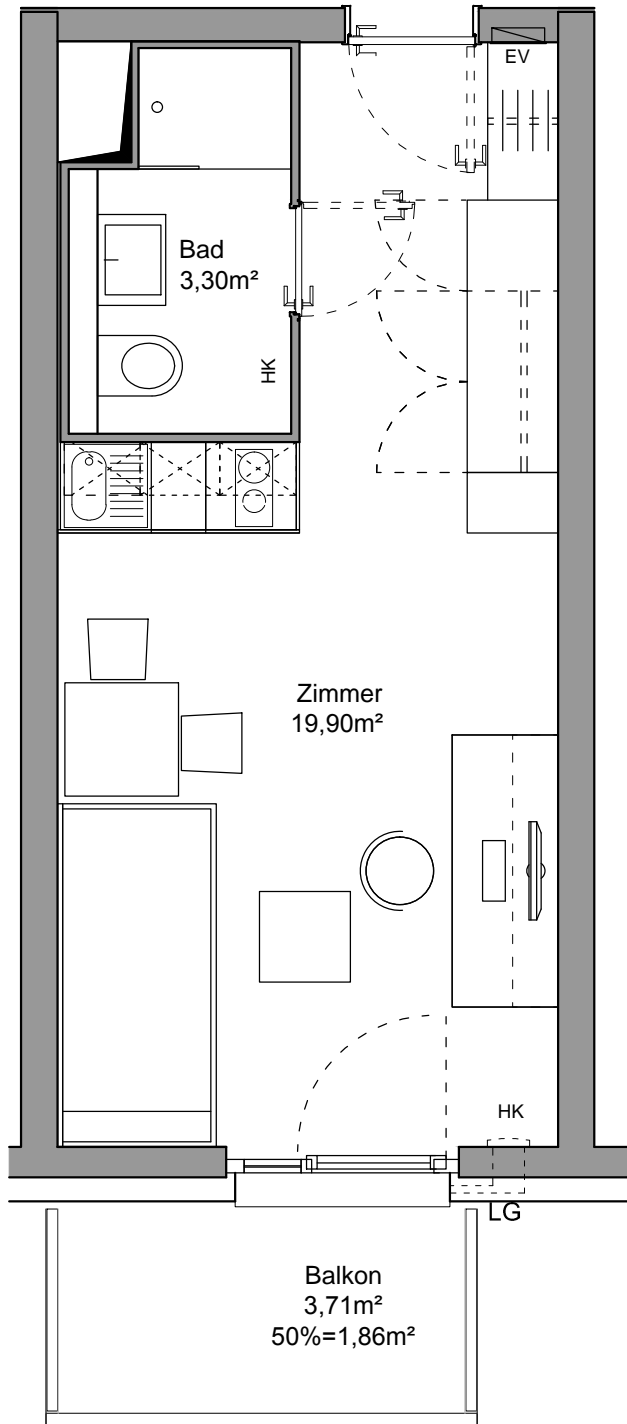 EV
Bad
3,30m²
HK
Zimmer
19,90m²
HK
LG
Balkon
3,71m²
50%=1,86m²